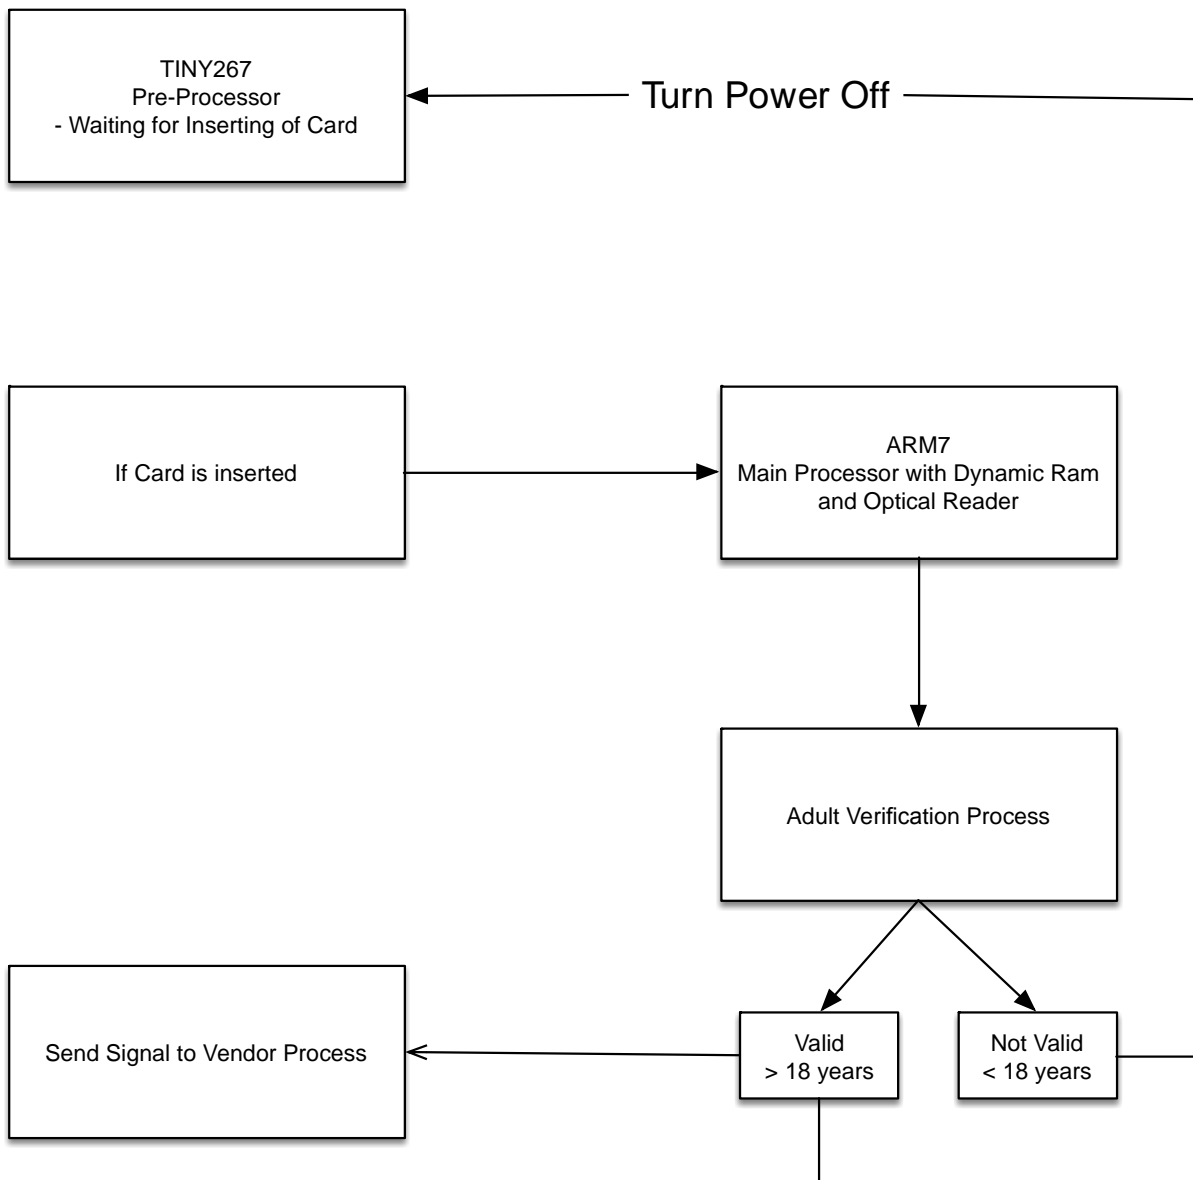 TINY267
Pre-Processor
- Waiting for Inserting of Card
Turn Power Off
If Card is inserted
ARM7
Main Processor with Dynamic Ram
and Optical Reader
Adult Verification Process
Send Signal to Vendor Process
Valid
> 18 years
Not Valid
< 18 years